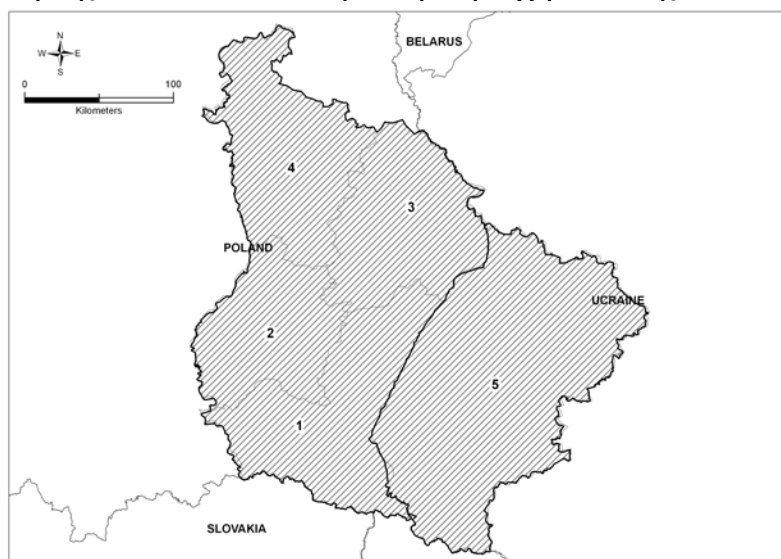 BELARUS
N
W E
S
0 100
Kilometers
4
3
POLAND
UCRAINE
2
5
1
SLOVAKIA